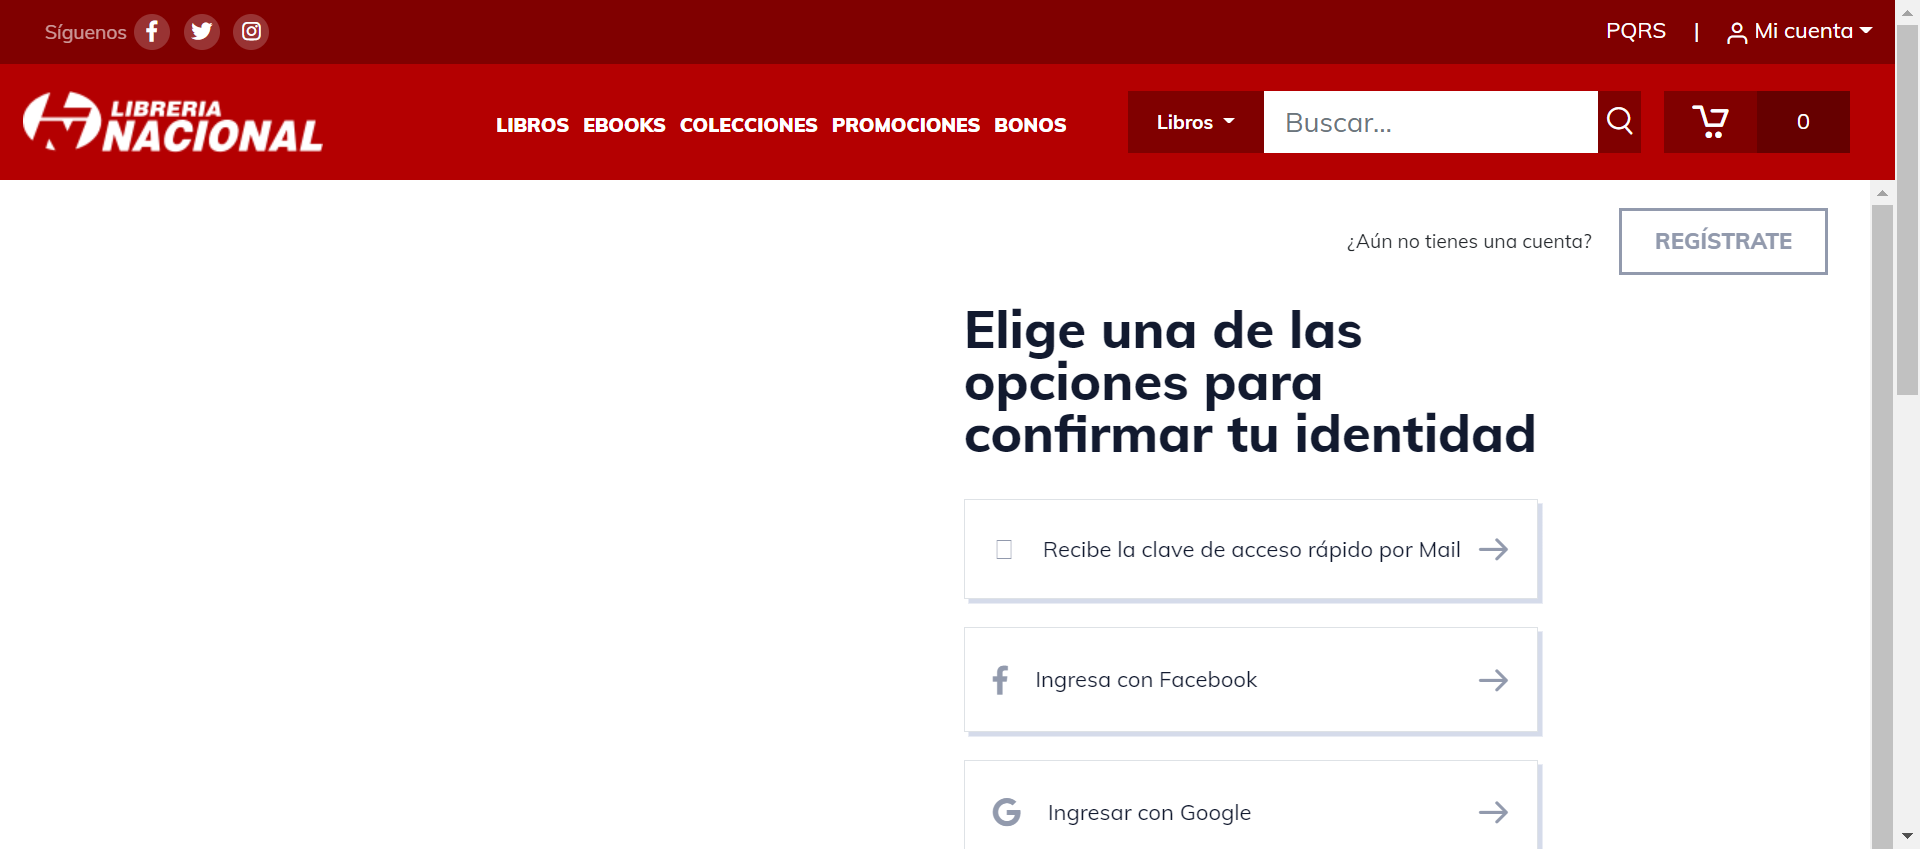 Síguenos
PQRS | Mi cuenta
LIBRERIA
NACIONAL
LIBROS EBOOKS COLECCIONES PROMOCIONES BONOS
Libros
Buscar...
0
¿Aún no tienes una cuenta?
REGÍSTRATE
Elige una de las
opciones para
confirmar tu identidad
Recibe la clave de acceso rápido por Mail
Ingresa con Facebook
Ingresar con Google